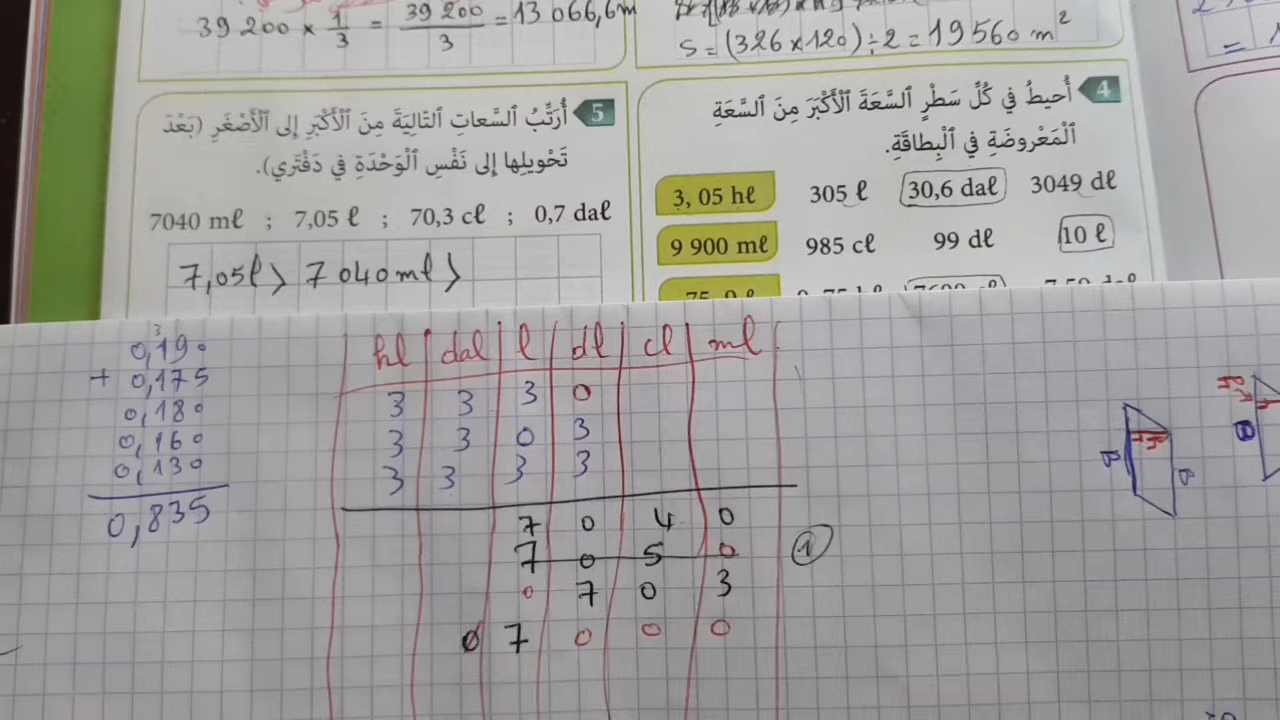 39 200 × 1/3 = 39 200/3 = 13 066,6m
S = (326×120) ÷ 2 = 19 560 m²
4 أُحيطُ في كُلِّ سَطْرٍ ٱلسَّعَةَ ٱلْأَكْبَرَ مِنَ ٱلسَّعَةِ
ٱلْمَعْروضَةِ في ٱلْبِطاقَةِ.
3, 05 hℓ 305 ℓ 30,6 daℓ 3049 dℓ
9 900 mℓ 985 cℓ 99 dℓ 10 ℓ
5 أُرَتِّبُ ٱلسَّعاتِ ٱلتّالِيَةَ مِنَ ٱلْأَكْبَرِ إِلى ٱلْأَصْغَرِ (بَعْدَ
تَحْويلِها إِلى نَفْسِ ٱلْوَحْدَةِ في دَفْتَري).
7040 mℓ ; 7,05 ℓ ; 70,3 cℓ ; 0,7 daℓ
7,05ℓ > 7 040 mℓ >
3
0,190
+ 0,175
0,180
0,160
0,130
0,835
hl dal l dl cl ml
3 3 3 0
3 3 0 3
3 3 3 3
7 0 4 0
7 0 5 0 1
0 7 0 3
0 7 0 0 0
B h B
B